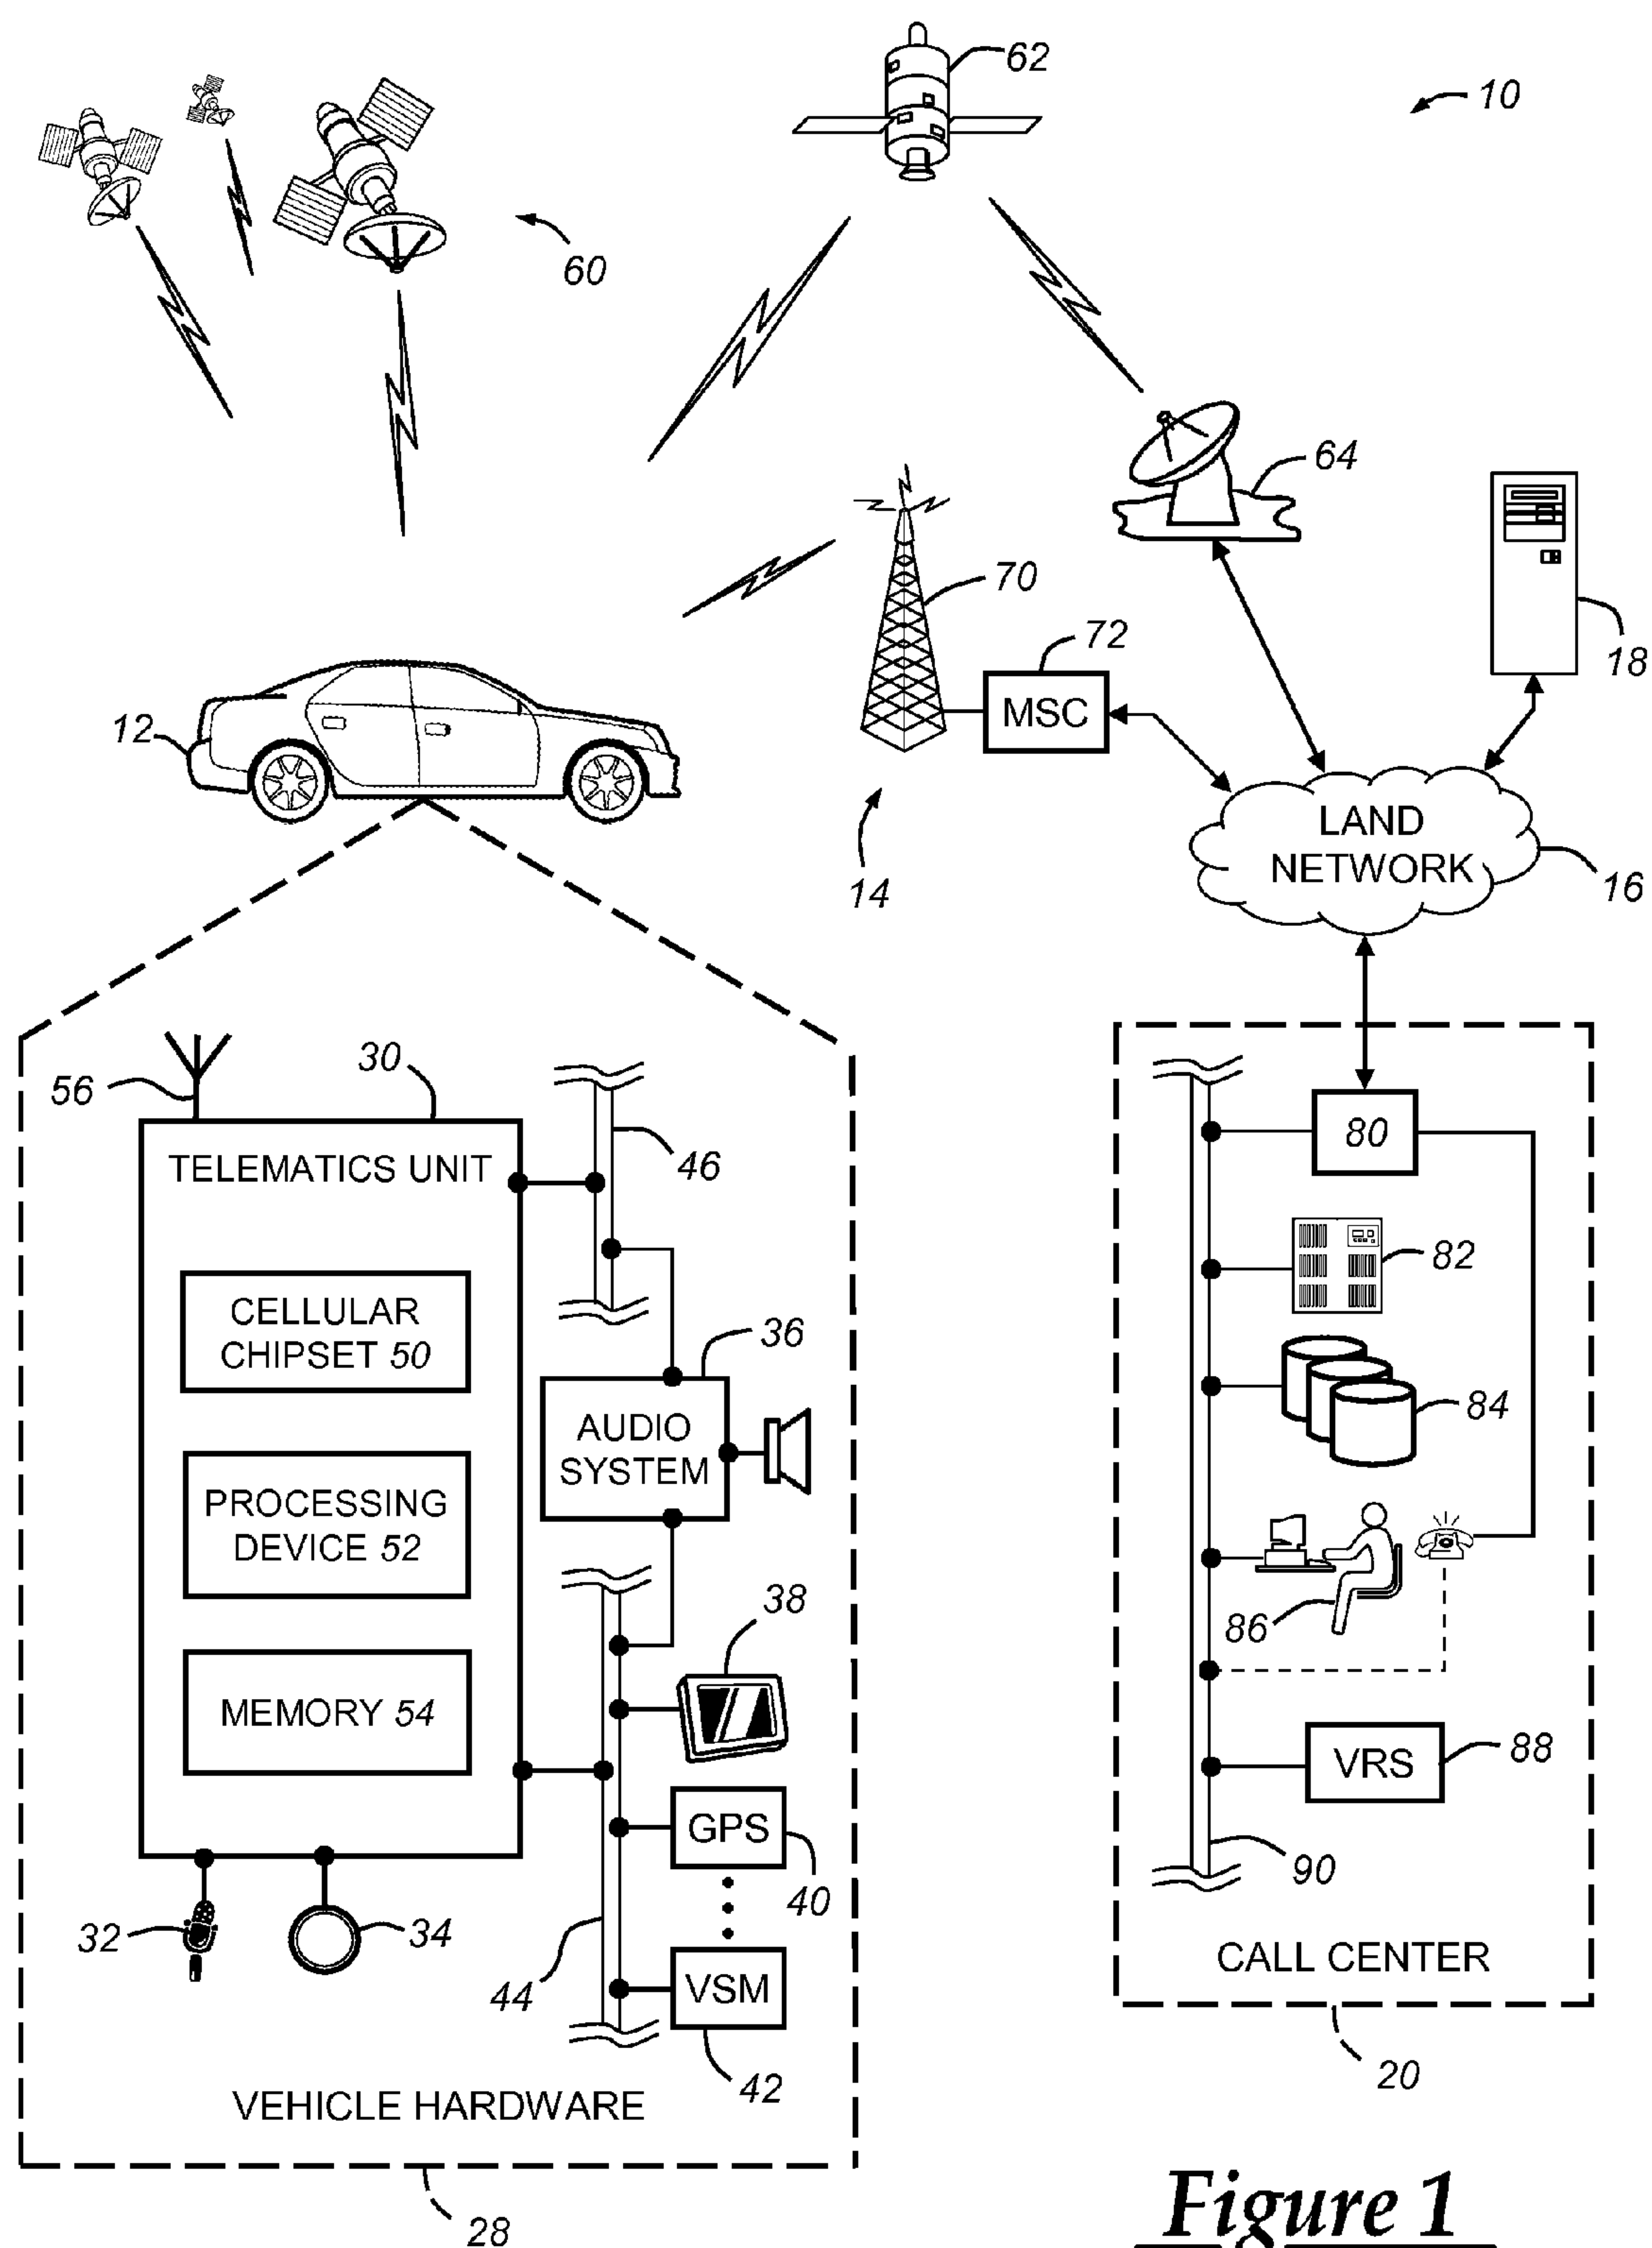 62
10
60
64
70
18
72
MSC
12
LAND
NETWORK
16
14
56
30
46
TELEMATICS UNIT
CELLULAR
CHIPSET 50
36
AUDIO
SYSTEM
PROCESSING
DEVICE 52
38
MEMORY 54
GPS
40
32
34
44
VSM
42
VEHICLE HARDWARE
28
80
82
84
86
VRS
88
90
CALL CENTER
20
Figure 1